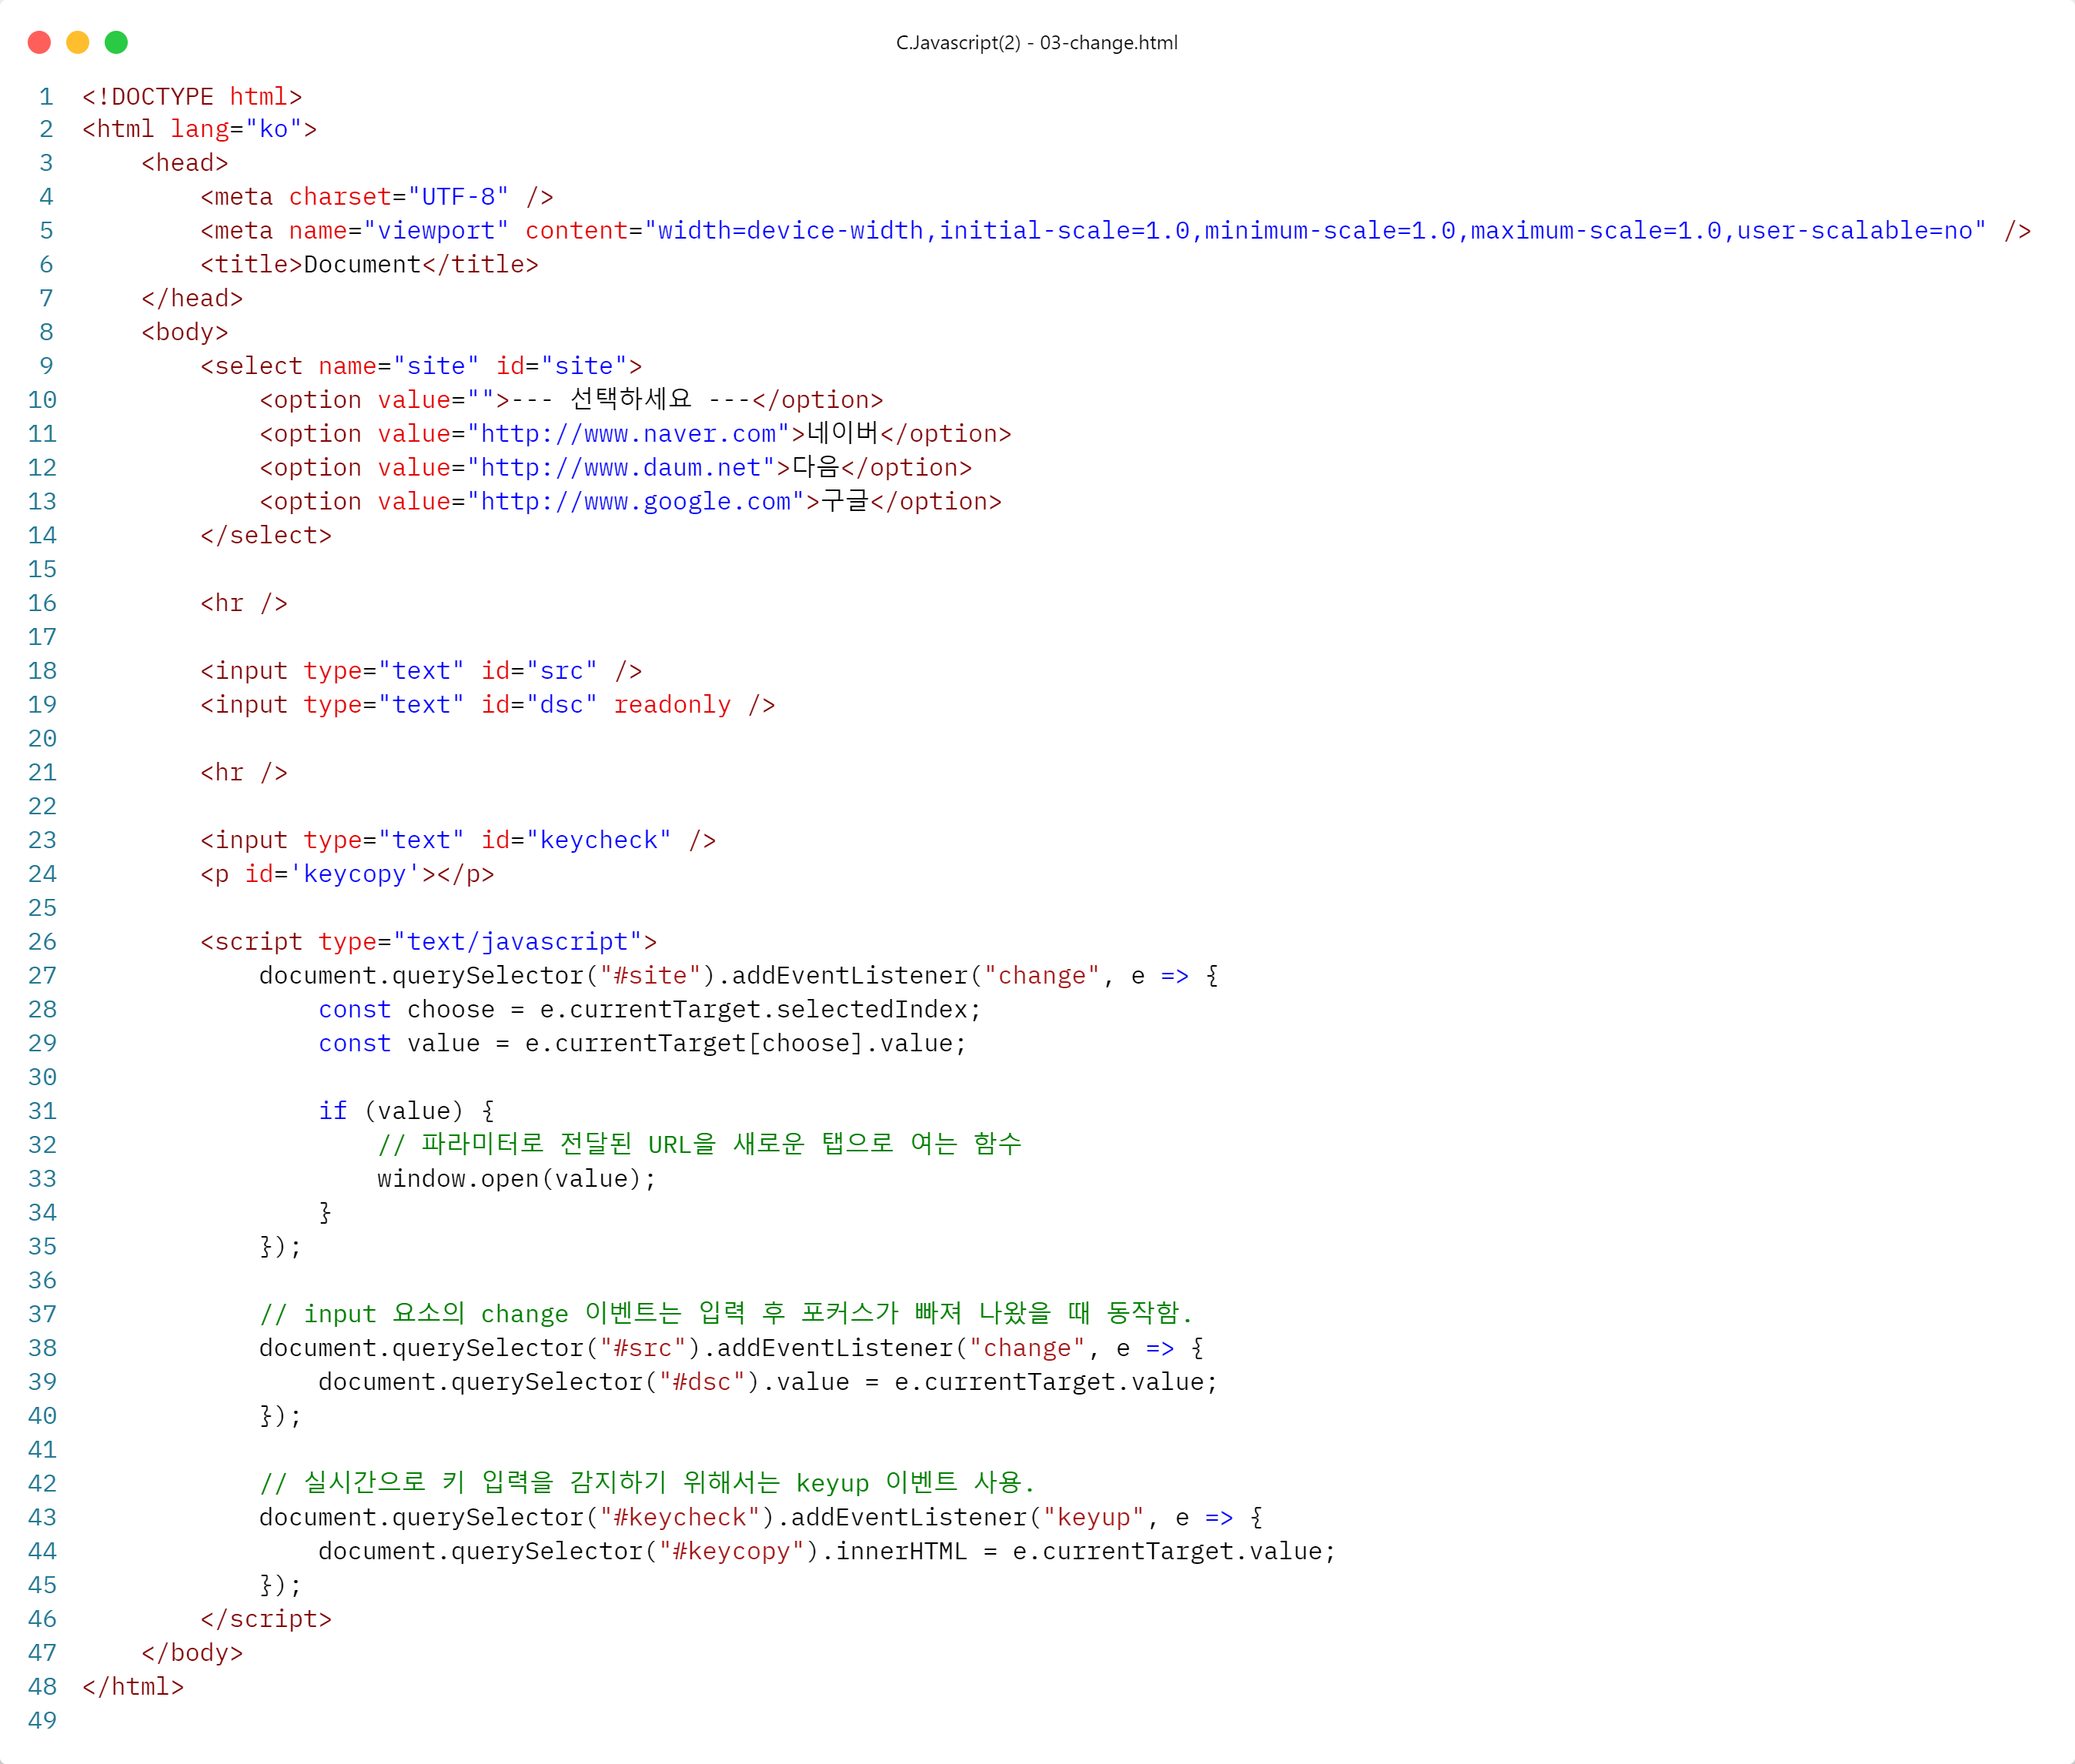 C.Javascript(2) - 03-change.html
1 <!DOCTYPE html>
2 <html lang="ko">
3     <head>
4         <meta charset="UTF-8" />
5         <meta name="viewport" content="width=device-width,initial-scale=1.0,minimum-scale=1.0,maximum-scale=1.0,user-scalable=no" />
6         <title>Document</title>
7     </head>
8     <body>
9         <select name="site" id="site">
10             <option value="">--- 선택하세요 ---</option>
11             <option value="http://www.naver.com">네이버</option>
12             <option value="http://www.daum.net">다음</option>
13             <option value="http://www.google.com">구글</option>
14         </select>
15
16         <hr />
17
18         <input type="text" id="src" />
19         <input type="text" id="dsc" readonly />
20
21         <hr />
22
23         <input type="text" id="keycheck" />
24         <p id='keycopy'></p>
25
26         <script type="text/javascript">
27             document.querySelector("#site").addEventListener("change", e => {
28                 const choose = e.currentTarget.selectedIndex;
29                 const value = e.currentTarget[choose].value;
30
31                 if (value) {
32                     // 파라미터로 전달된 URL을 새로운 탭으로 여는 함수
33                     window.open(value);
34                 }
35             });
36
37             // input 요소의 change 이벤트는 입력 후 포커스가 빠져 나왔을 때 동작함.
38             document.querySelector("#src").addEventListener("change", e => {
39                 document.querySelector("#dsc").value = e.currentTarget.value;
40             });
41
42             // 실시간으로 키 입력을 감지하기 위해서는 keyup 이벤트 사용.
43             document.querySelector("#keycheck").addEventListener("keyup", e => {
44                 document.querySelector("#keycopy").innerHTML = e.currentTarget.value;
45             });
46         </script>
47     </body>
48 </html>
49